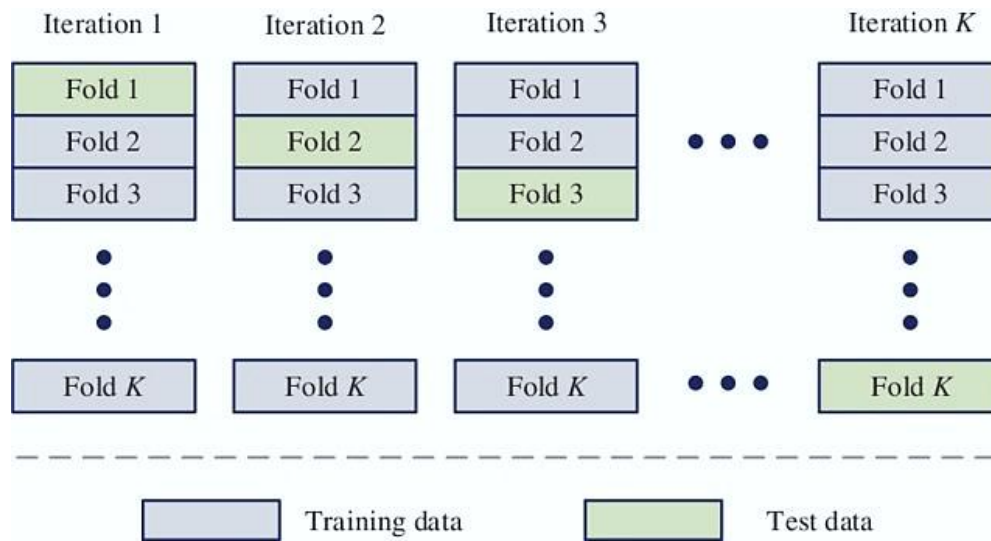 Iteration 1 Iteration 2 Iteration 3 Iteration K
Fold 1 Fold 1 Fold 1 Fold 1
Fold 2 Fold 2 Fold 2 Fold 2
Fold 3 Fold 3 Fold 3 Fold 3
Fold K Fold K Fold K Fold K
Training data Test data